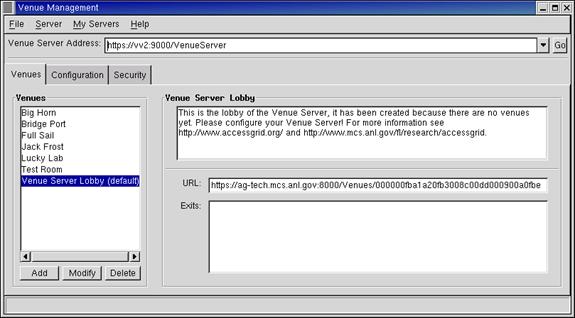 Venue Management
File Server My Servers Help
Venue Server Address: https://vv2:9000/VenueServer Go
Venues Configuration Security
Venues
Big Horn
Bridge Port
Full Sail
Jack Frost
Lucky Lab
Test Room
Venue Server Lobby (default)
Add Modify Delete
Venue Server Lobby
This is the lobby of the Venue Server, it has been created because there are no venues
yet. Please configure your Venue Server! For more information see
http://www.accessgrid.org/ and http://www.mcs.anl.gov/fl/research/accessgrid.
URL: https://ag-tech.mcs.anl.gov:8000/Venues/000000fba1a20fb3008c00dd000900a0fbe
Exits: